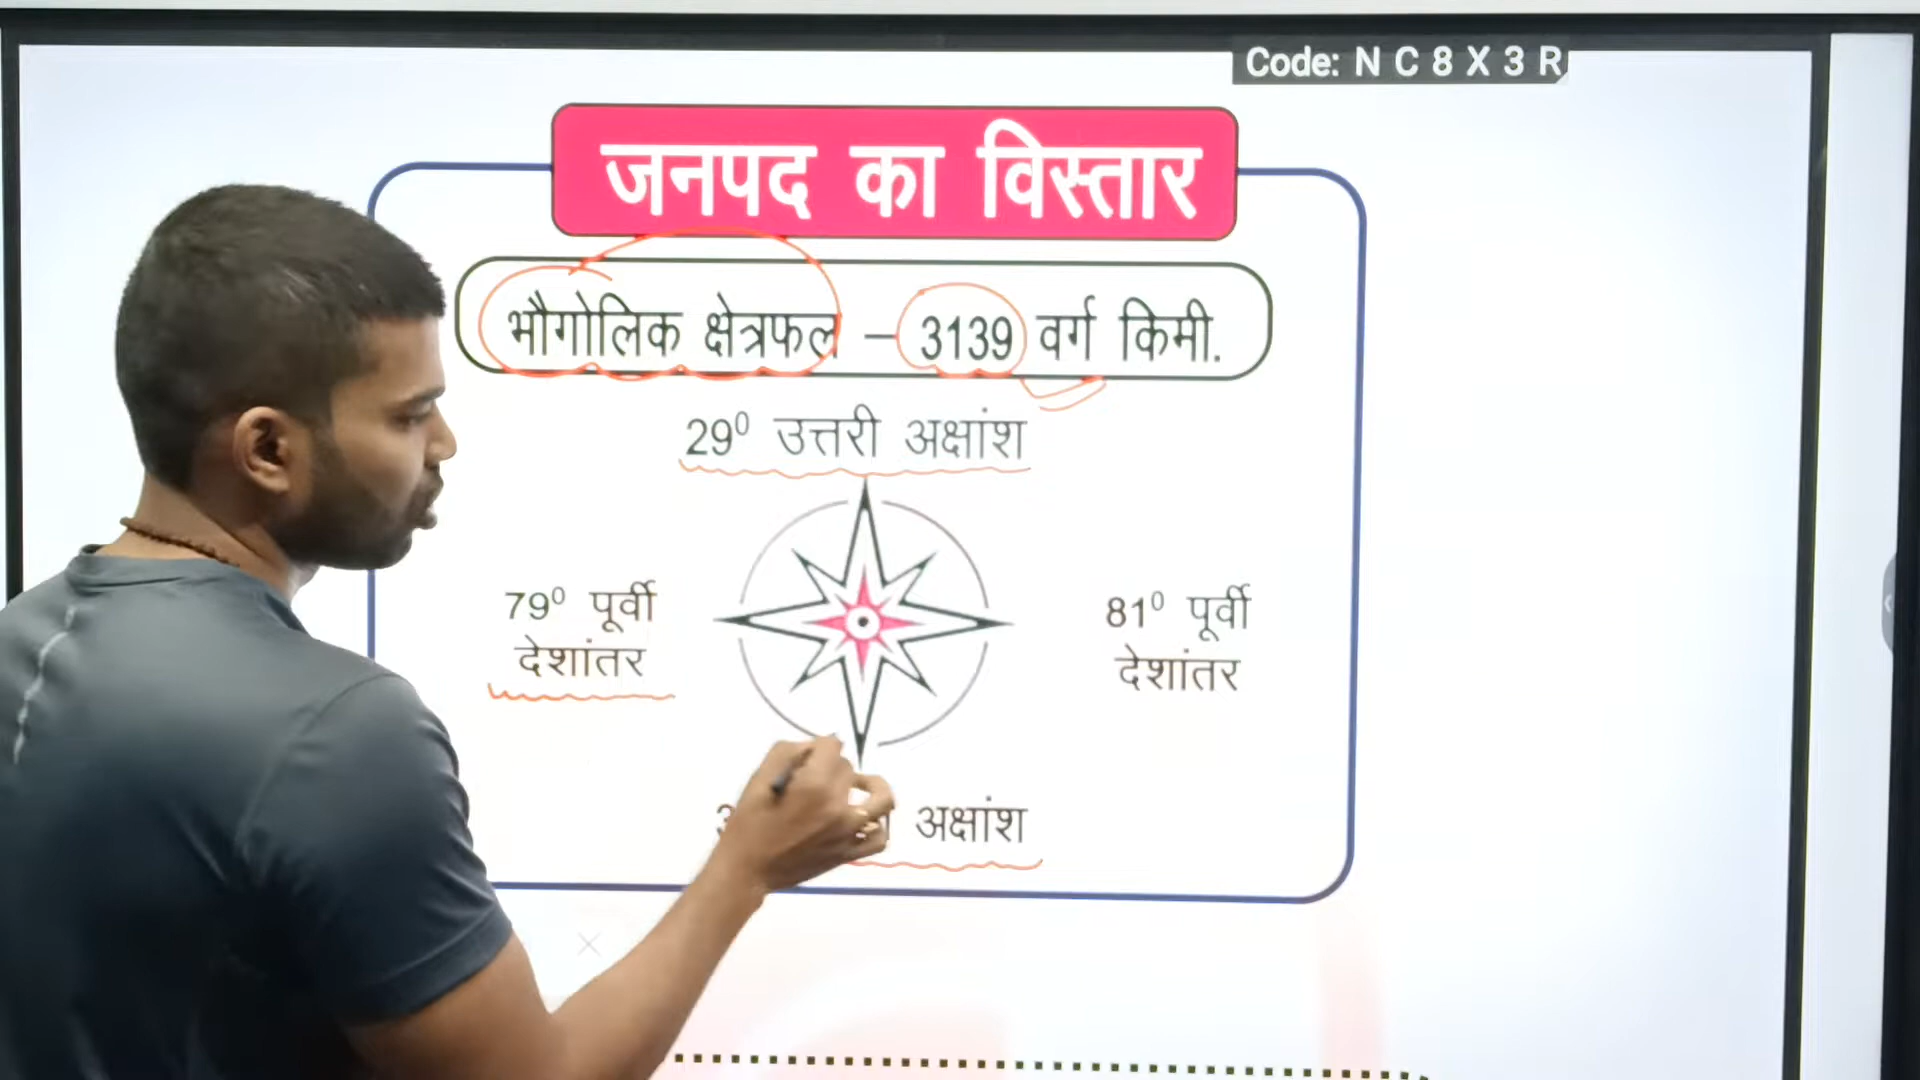 Code: N C 8 X 3 R
जनपद का विस्तार
भौगोलिक क्षेत्रफल – 3139 वर्ग किमी.
29⁰ उत्तरी अक्षांश
79⁰ पूर्वी
देशांतर
81⁰ पूर्वी
देशांतर
अक्षांश